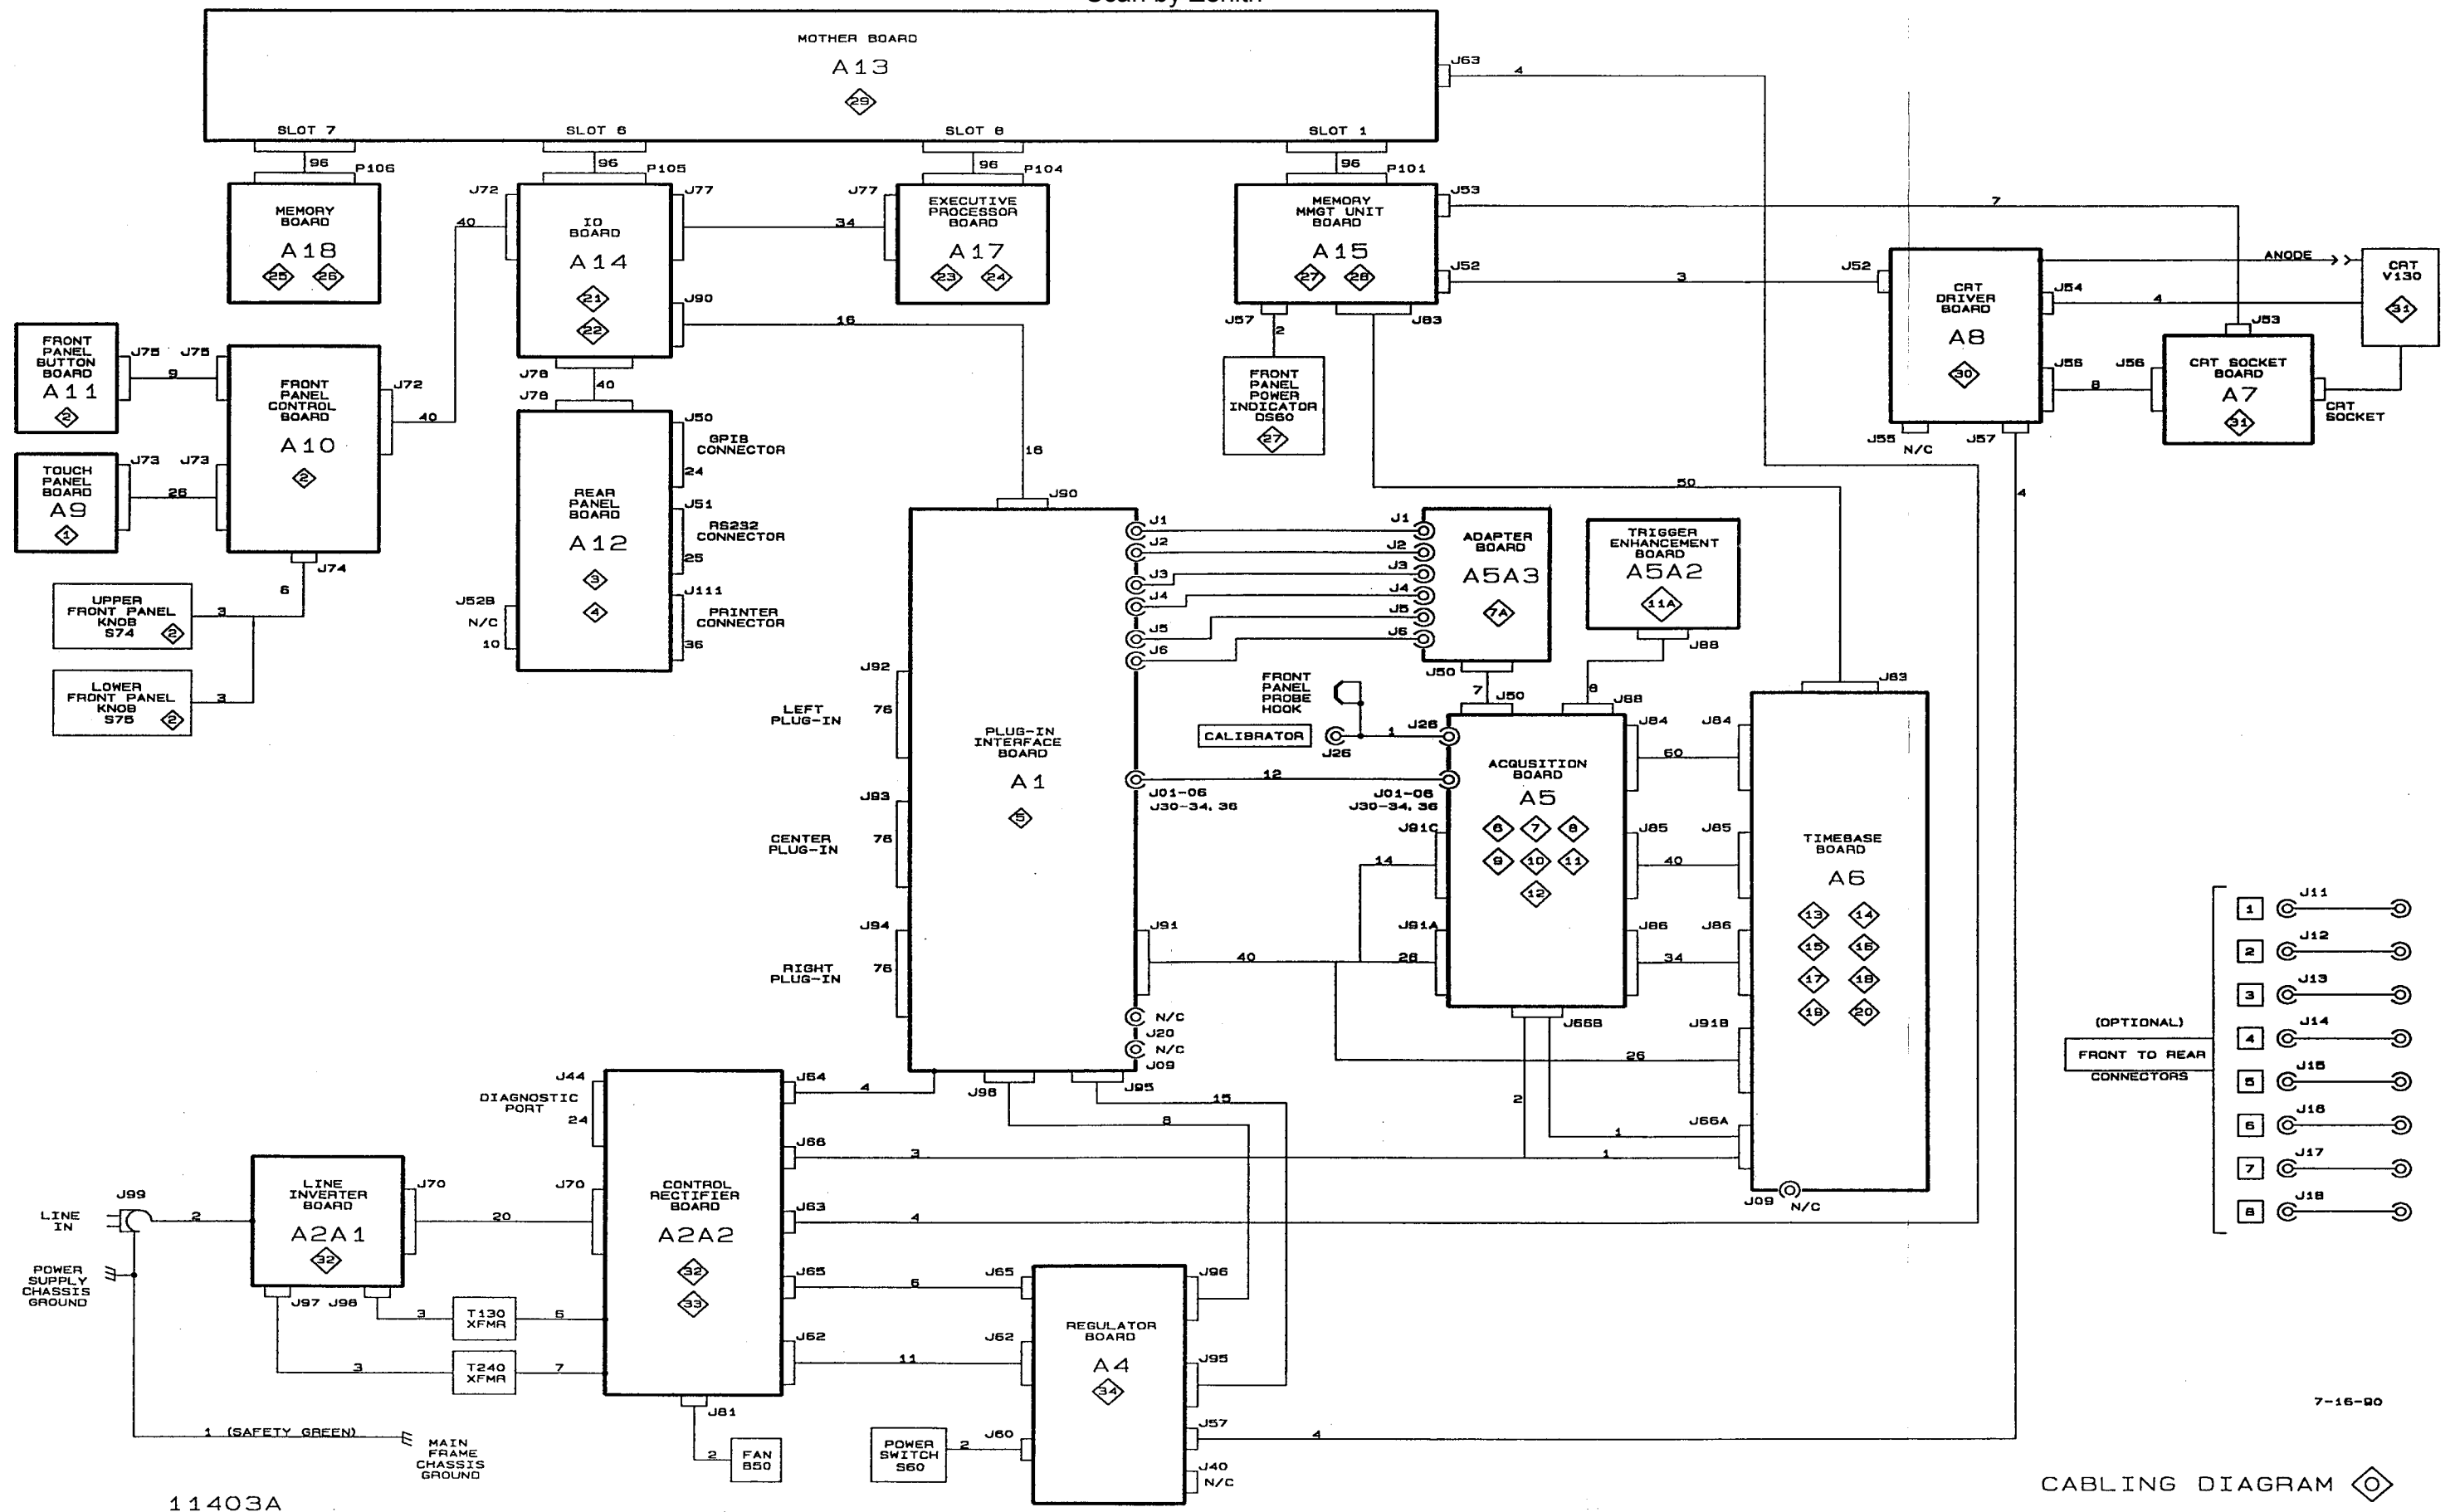 MOTHER BOARD
A13
29
SLOT 7
SLOT 6
SLOT 8
SLOT 1
J63
4
96
P106
96
P105
96
P104
96
P101
MEMORY
BOARD
A18
25 26
J72
40
IO
BOARD
A14
21
22
J77
34
J77
EXECUTIVE
PROCESSOR
BOARD
A17
23 24
MEMORY
MMGT UNIT
BOARD
A15
27 28
J53
7
J52
3
J52
J57
2
J83
J90
16
CRT
DRIVER
BOARD
A8
30
ANODE
CRT
V130
31
J54
4
J53
J56
8
J56
CRT SOCKET
BOARD
A7
31
CRT
SOCKET
J55
N/C
J57
4
FRONT
PANEL
BUTTON
BOARD
A11
2
J75
9
J75
FRONT
PANEL
CONTROL
BOARD
A10
2
J72
40
TOUCH
PANEL
BOARD
A9
1
J73
26
J73
J74
6
UPPER
FRONT PANEL
KNOB
S74
2
3
LOWER
FRONT PANEL
KNOB
S75
2
3
J78
40
J78
REAR
PANEL
BOARD
A12
3
4
J50
GPIB
CONNECTOR
24
J51
RS232
CONNECTOR
25
J111
PRINTER
CONNECTOR
36
J52B
N/C
10
FRONT
PANEL
POWER
INDICATOR
DS60
27
16
J90
50
PLUG-IN
INTERFACE
BOARD
A1
5
J1
J2
J3
J4
J5
J6
J1
J2
J3
J4
J5
J6
ADAPTER
BOARD
A5A3
7A
TRIGGER
ENHANCEMENT
BOARD
A5A2
11A
J88
8
J88
J50
7
J50
J92
LEFT
PLUG-IN
76
J93
CENTER
PLUG-IN
76
J94
RIGHT
PLUG-IN
76
FRONT
PANEL
PROBE
HOOK
CALIBRATOR
J26
1
J26
12
J01-06
J30-34, 36
J01-06
J30-34, 36
ACQUSITION
BOARD
A5
6 7 8
9 10 11
12
J84
60
J84
J85
40
J85
J86
34
J86
J83
TIMEBASE
BOARD
A6
13 14
15 16
17 18
19 20
J91C
14
J91A
26
J91
40
J91B
26
J66B
J66A
2
1
1
J09
N/C
N/C
J20
N/C
J09
J96
J95
15
8
J44
DIAGNOSTIC
PORT
24
CONTROL
RECTIFIER
BOARD
A2A2
32
33
J64
4
J66
3
J63
4
J65
6
J65
J62
11
J62
J81
2
FAN
B50
LINE
IN
J99
2
LINE
INVERTER
BOARD
A2A1
32
J70
20
J70
J97
J98
3
T130
XFMR
6
3
T240
XFMR
7
POWER
SUPPLY
CHASSIS
GROUND
1 (SAFETY GREEN)
MAIN
FRAME
CHASSIS
GROUND
REGULATOR
BOARD
A4
34
J96
J95
J57
4
J40
N/C
POWER
SWITCH
S60
2
J60
(OPTIONAL)
FRONT TO REAR
CONNECTORS
1 J11
2 J12
3 J13
4 J14
5 J15
6 J16
7 J17
8 J18
7-16-90
CABLING DIAGRAM 0
11403A